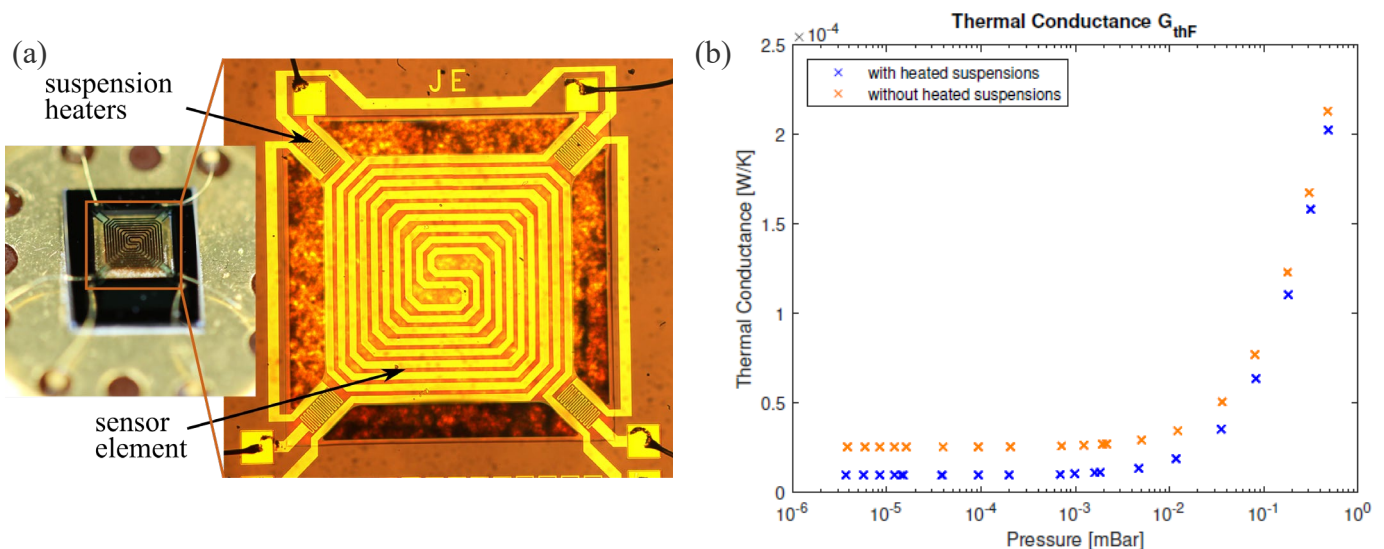 (a)
suspension
heaters
JE
sensor
element
(b)
Thermal Conductance G_thF
×10^-4
2.5
2
1.5
1
0.5
0
Thermal Conductance [W/K]
with heated suspensions
without heated suspensions
10^-6
10^-5
10^-4
10^-3
10^-2
10^-1
10^0
Pressure [mBar]